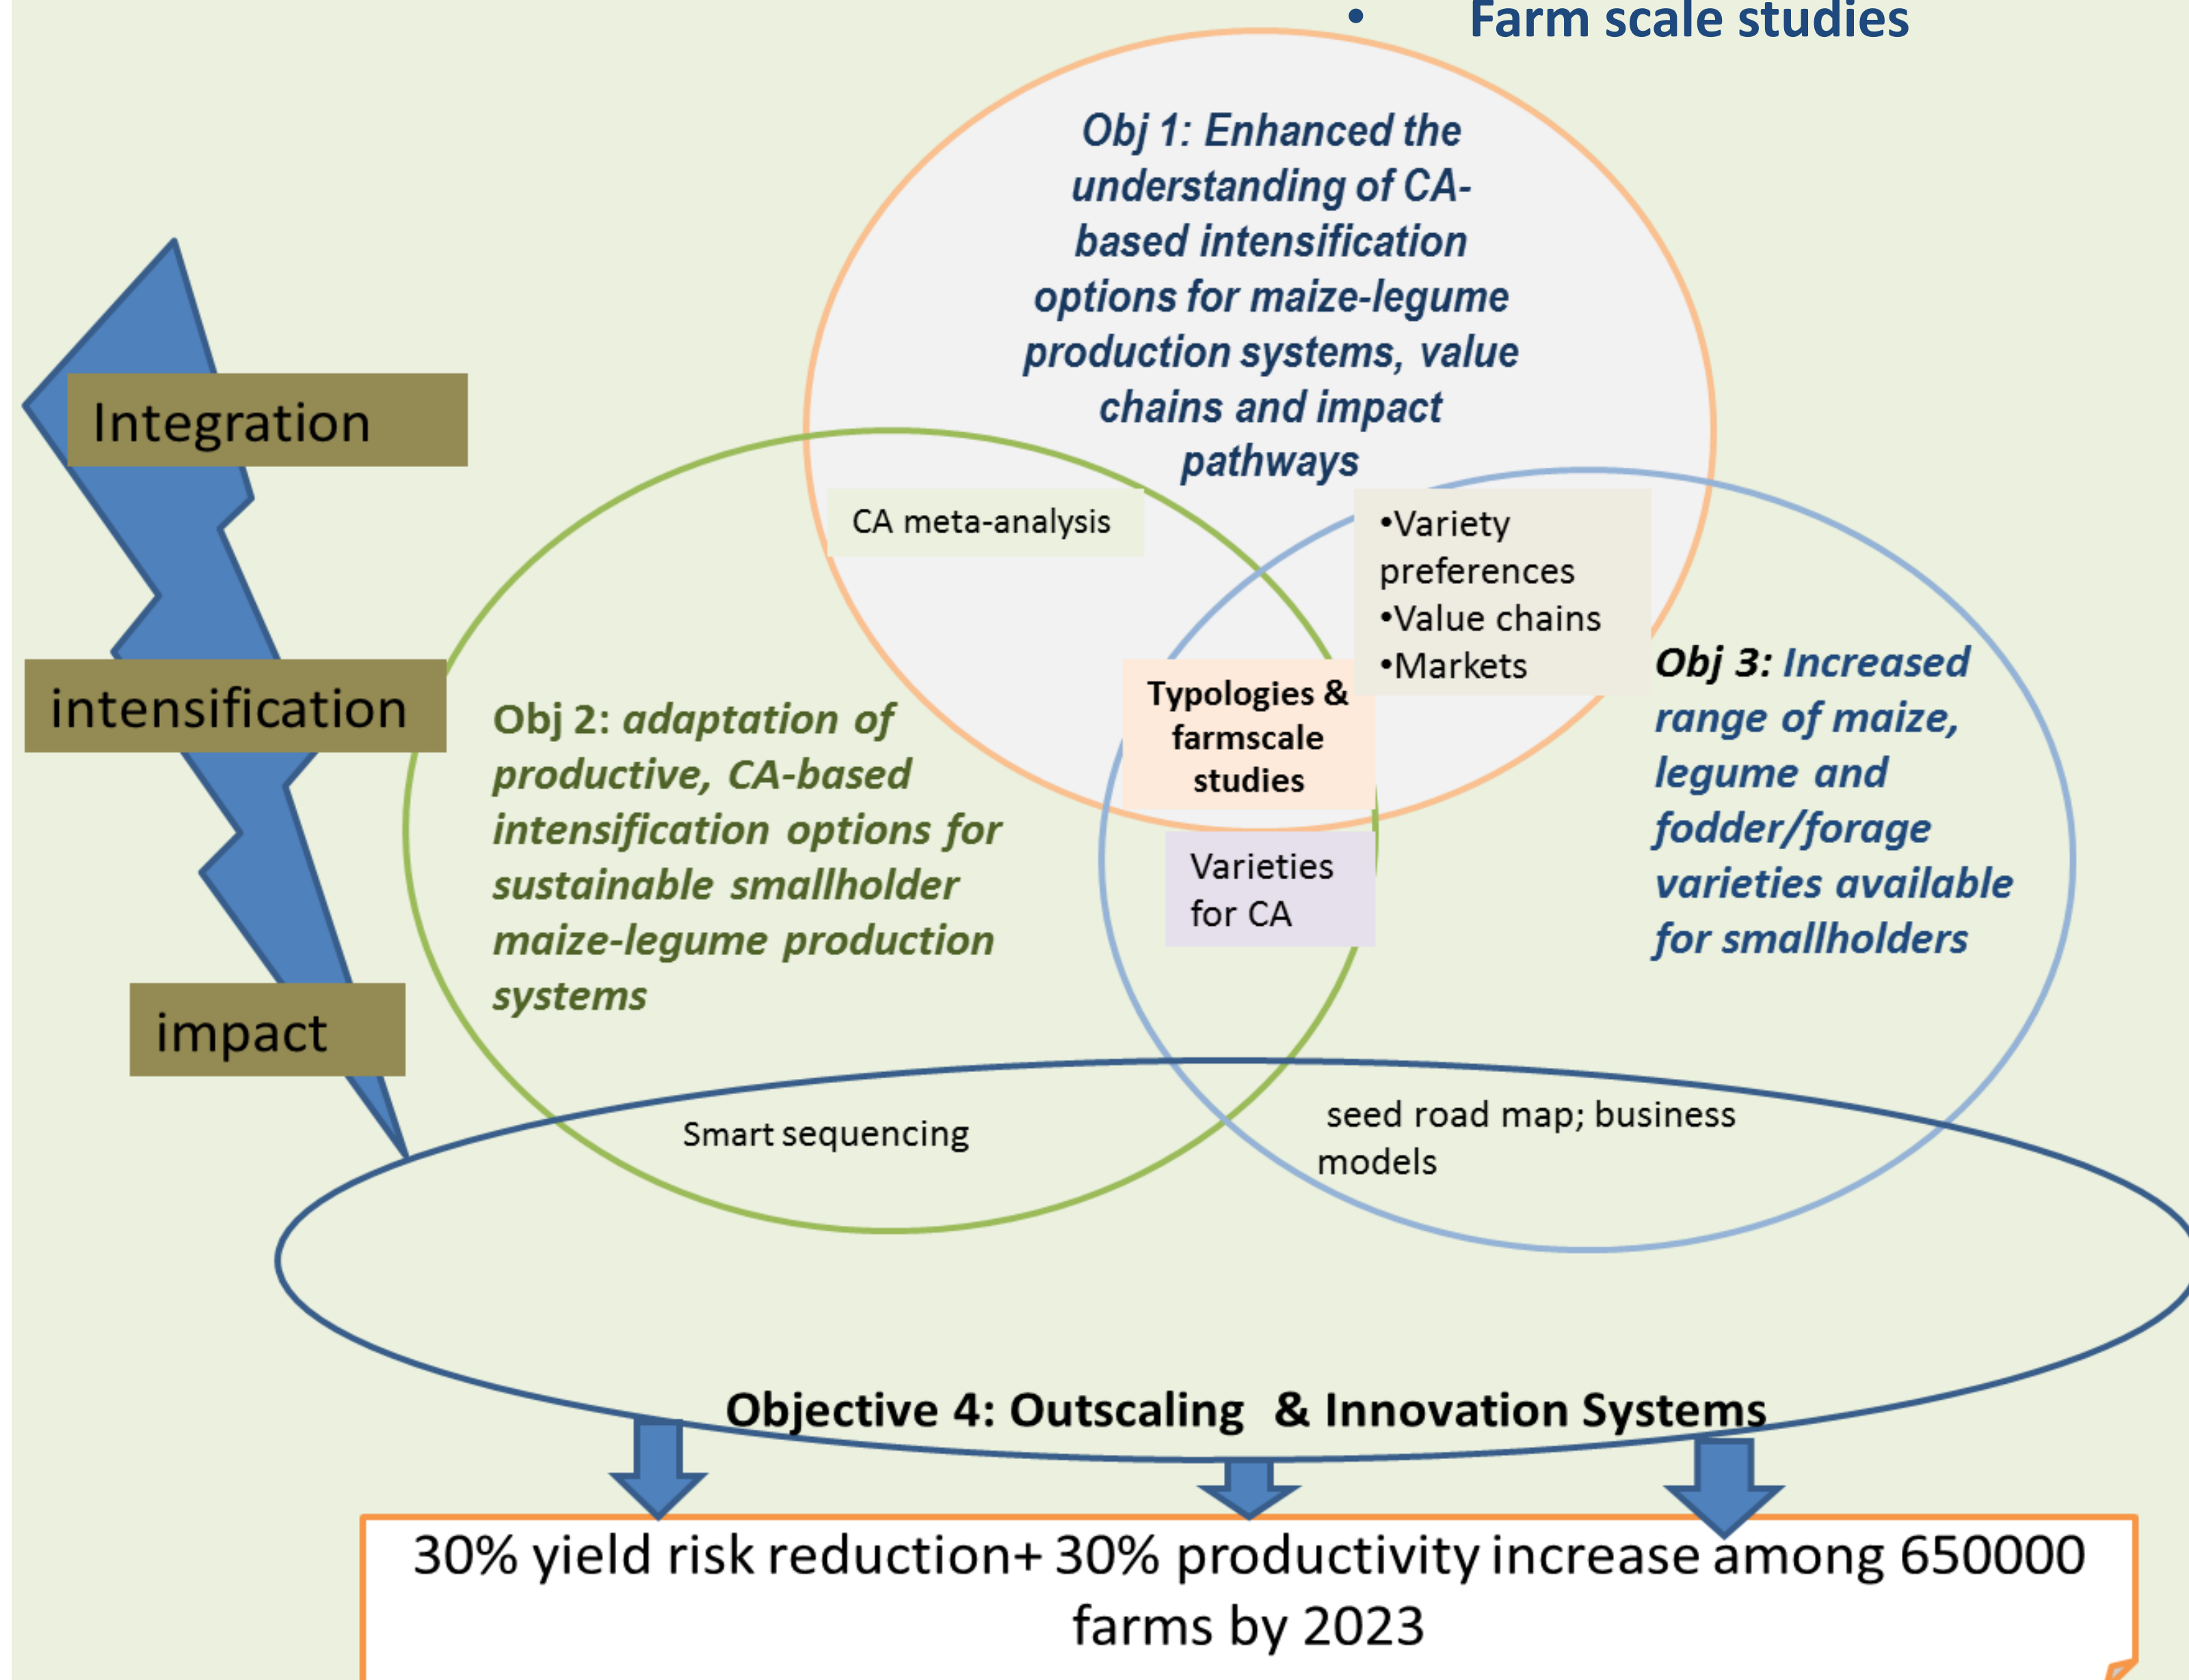 • Farm scale studies
Obj 1: Enhanced the
understanding of CA-
based intensification
options for maize-legume
production systems, value
chains and impact
pathways
Integration
CA meta-analysis
•Variety
preferences
•Value chains
•Markets
intensification
Typologies &
farmscale
studies
Obj 2: adaptation of
productive, CA-based
intensification options for
sustainable smallholder
maize-legume production
systems
Obj 3: Increased
range of maize,
legume and
fodder/forage
varieties available
for smallholders
Varieties
for CA
impact
Smart sequencing
seed road map; business
models
Objective 4: Outscaling & Innovation Systems
30% yield risk reduction+ 30% productivity increase among 650000
farms by 2023